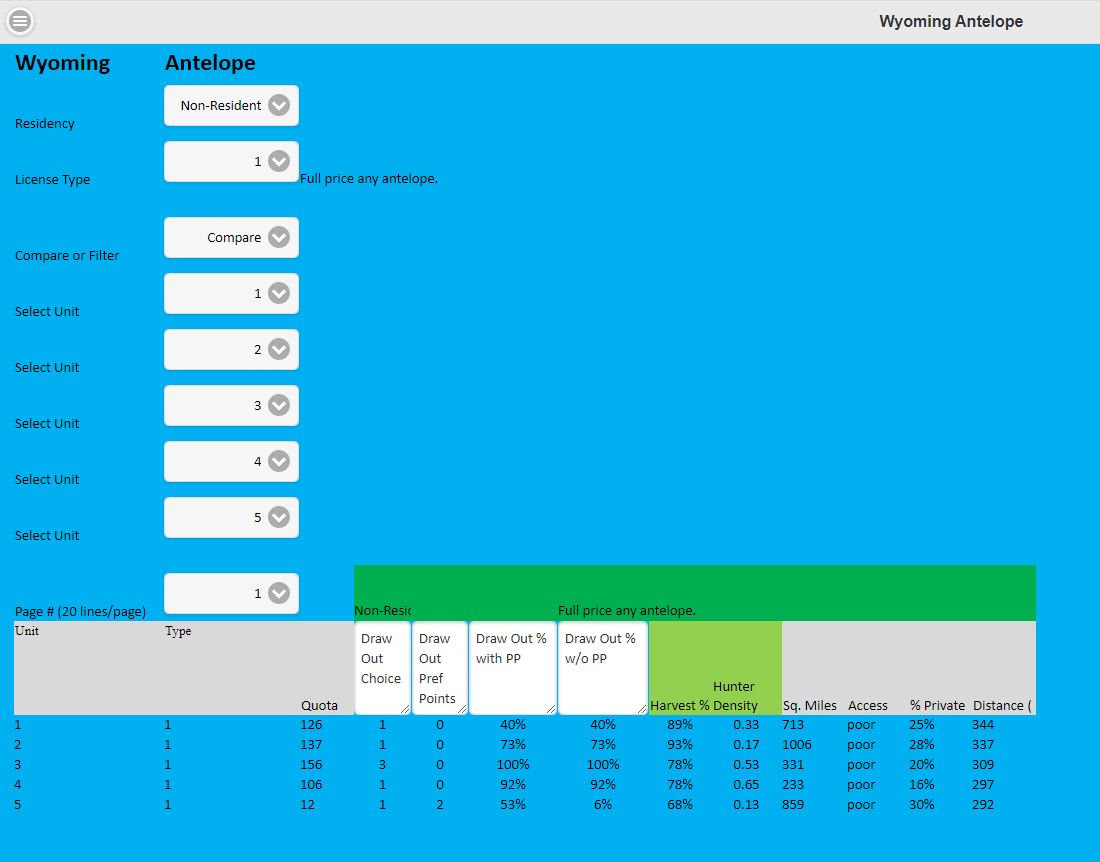 Wyoming Antelope
Wyoming Antelope
Non-Resident
Residency
1
License Type Full price any antelope.
Compare
Compare or Filter
1
Select Unit
2
Select Unit
3
Select Unit
4
Select Unit
5
Select Unit
1
Page # (20 lines/page) Non-Resic Full price any antelope.
Unit Type Quota Draw Out Choice Draw Out Pref Points Draw Out % with PP Draw Out % w/o PP Harvest % Hunter Density Sq. Miles Access % Private Distance (
1 1 126 1 0 40% 40% 89% 0.33 713 poor 25% 344
2 1 137 1 0 73% 73% 93% 0.17 1006 poor 28% 337
3 1 156 3 0 100% 100% 78% 0.53 331 poor 20% 309
4 1 106 1 0 92% 92% 78% 0.65 233 poor 16% 297
5 1 12 1 2 53% 6% 68% 0.13 859 poor 30% 292